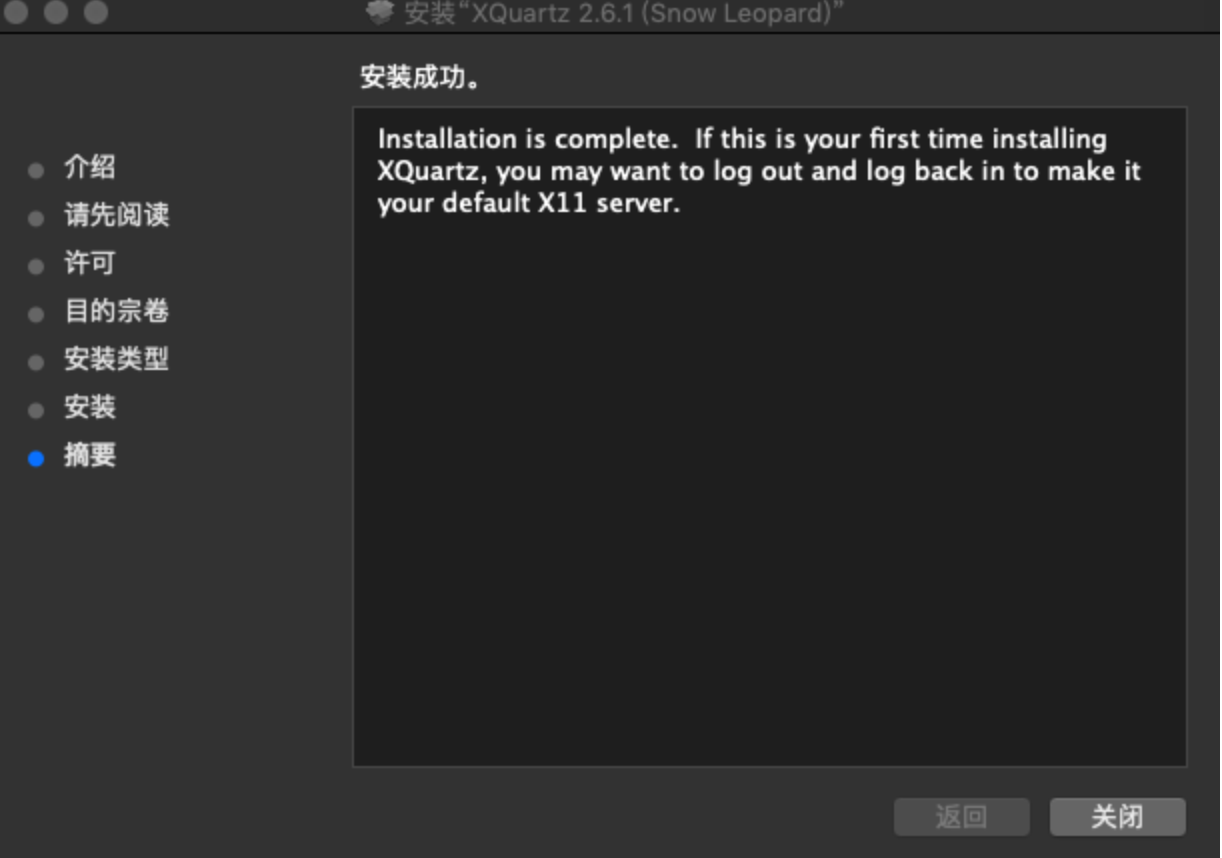 安装“XQuartz 2.6.1 (Snow Leopard)”
安装成功。
介绍
请先阅读
许可
目的宗卷
安装类型
安装
摘要
Installation is complete.  If this is your first time installing
XQuartz, you may want to log out and log back in to make it
your default X11 server.
返回
关闭